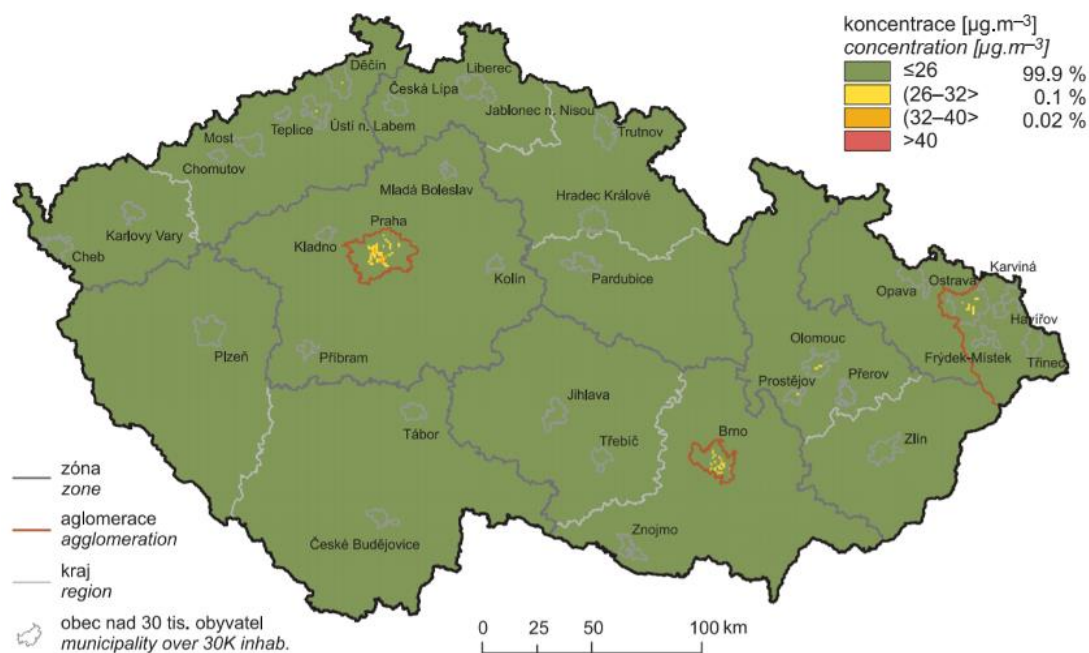 koncentrace [µg.m⁻³]
concentration [µg.m⁻³]
≤26 99.9 %
(26–32> 0.1 %
(32–40> 0.02 %
>40
Děčín
Liberec
Česká Lípa
Jablonec n. Nisou
Teplice
Ústí n. Labem
Trutnov
Most
Chomutov
Mladá Boleslav
Hradec Králové
Karlovy Vary
Praha
Kladno
Cheb
Kolín
Pardubice
Karviná
Ostrava
Opava
Havířov
Olomouc
Frýdek-Místek
Třinec
Plzeň
Příbram
Prostějov
Přerov
Jihlava
Tábor
Třebíč
Brno
Zlín
Znojmo
České Budějovice
zóna
zone
aglomerace
agglomeration
kraj
region
obec nad 30 tis. obyvatel
municipality over 30K inhab.
0 25 50 100 km